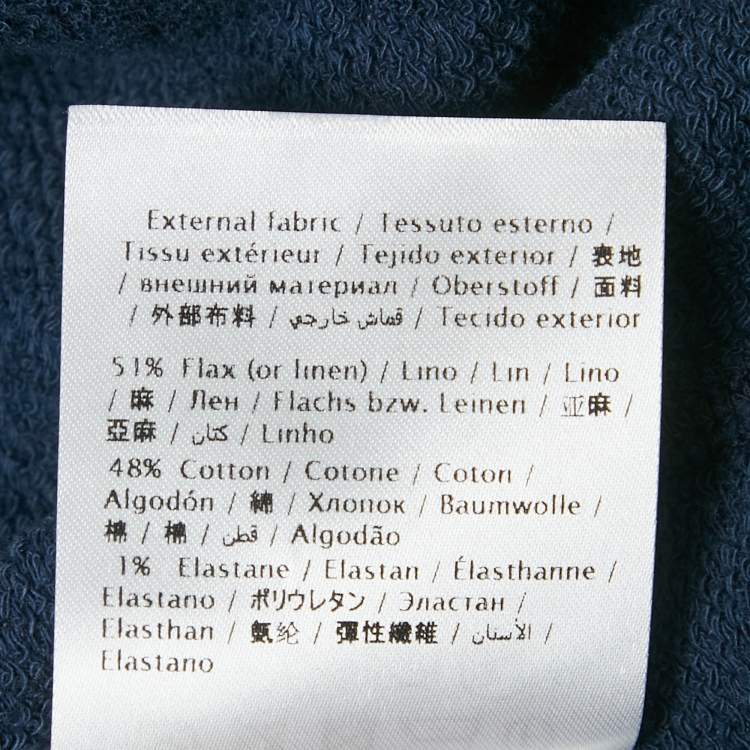 External fabric / Tessuto esterno /
Tissu extérieur / Tejido exterior / 表地
/ внешний материал / Oberstoff / 面料
/ 外部布料 / قماش خارجي / Tecido exterior
51% Flax (or linen) / Lino / Lin / Lino
/ 麻 / Лен / Flachs bzw. Leinen / 亚麻 /
亞麻 / كتان / Linho
48% Cotton / Cotone / Coton /
Algodón / 綿 / Хлопок / Baumwolle /
棉 / 棉 / قطن / Algodão
1% Elastane / Elastan / Élasthanne /
Elastano / ポリウレタン / Эластан /
Elasthan / 氨纶 / 彈性纖維 / الأستان /
Elastano